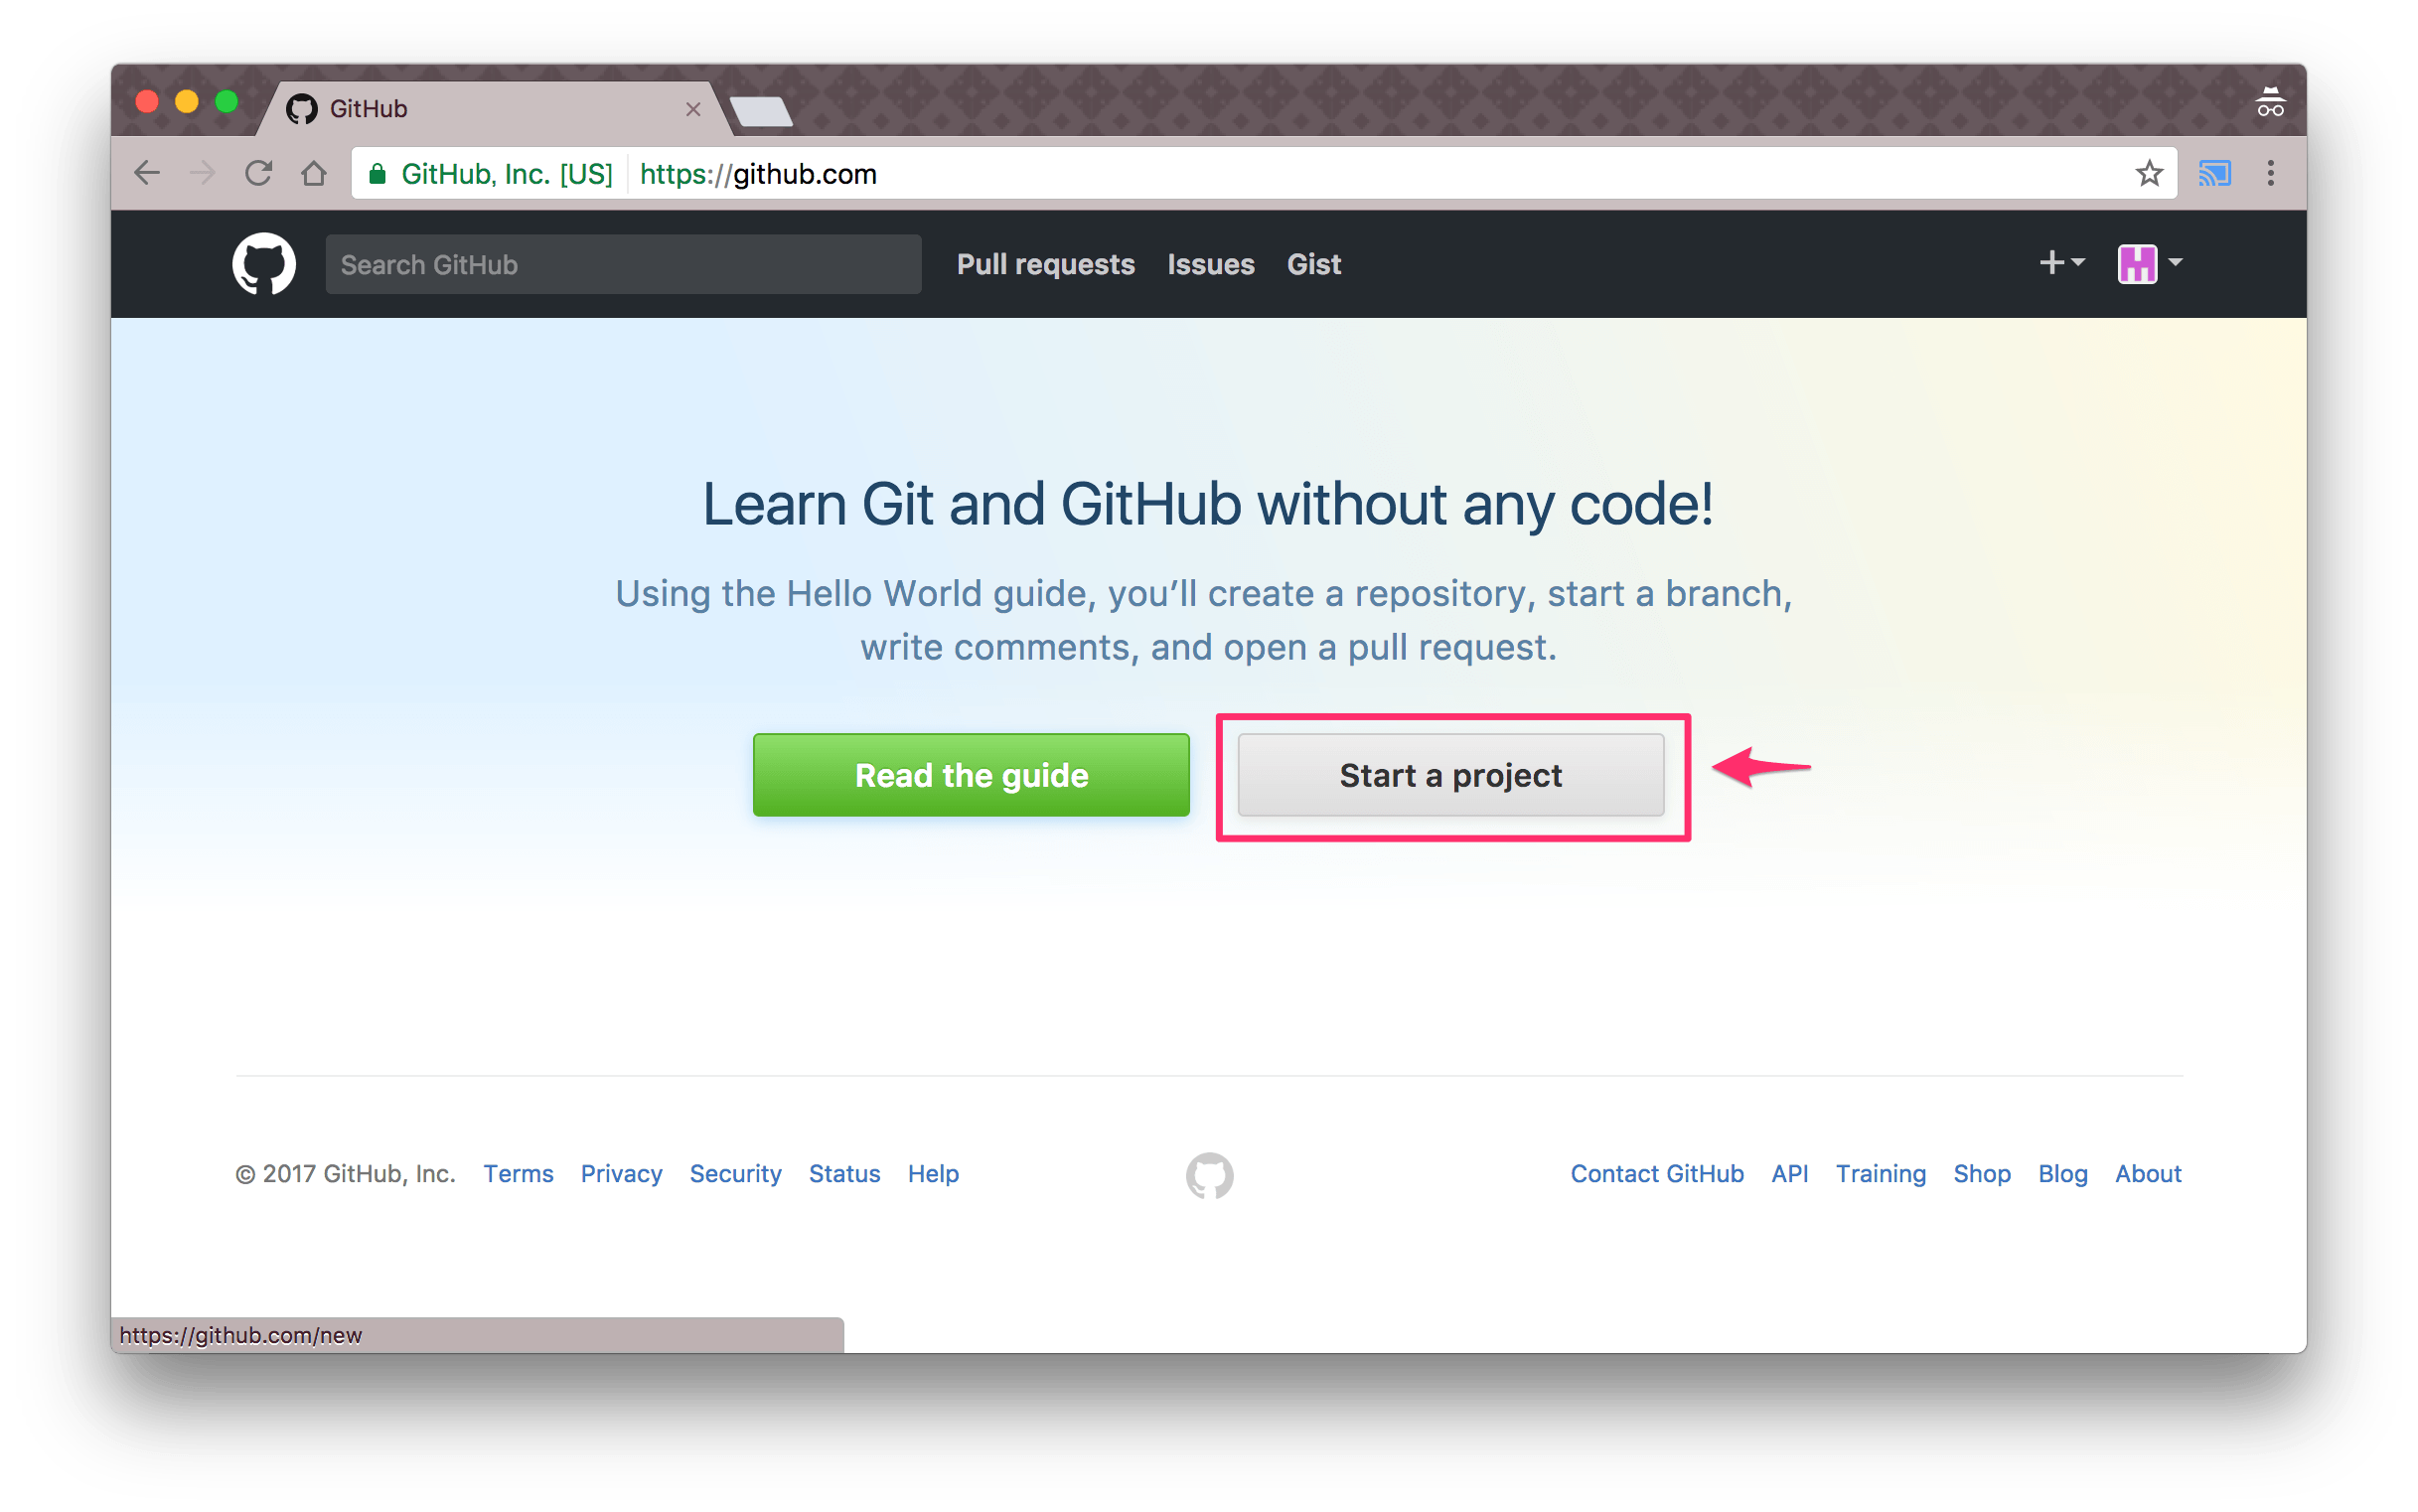 GitHub
GitHub, Inc. [US] https://github.com
Search GitHub Pull requests Issues Gist
Learn Git and GitHub without any code!
Using the Hello World guide, you’ll create a repository, start a branch,
write comments, and open a pull request.
Read the guide Start a project
© 2017 GitHub, Inc. Terms Privacy Security Status Help Contact GitHub API Training Shop Blog About
https://github.com/new